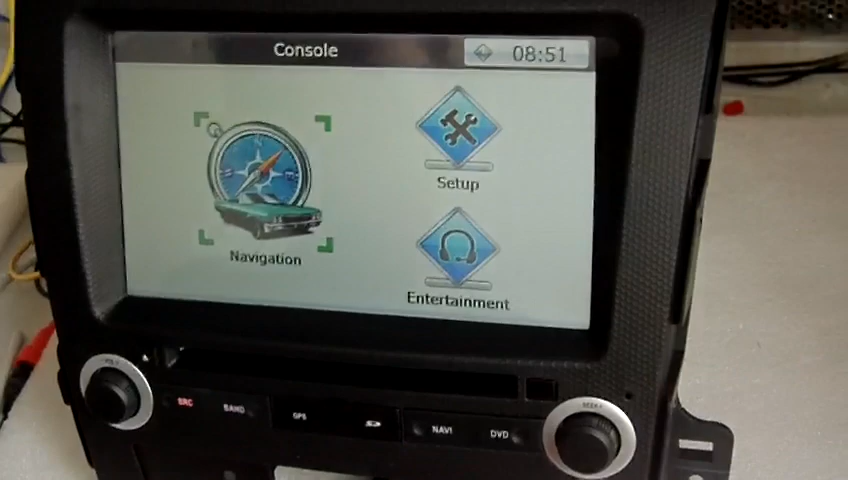 Console
08:51
Setup
Navigation
Entertainment
SRC
BAND
GPS
NAVI
DVD